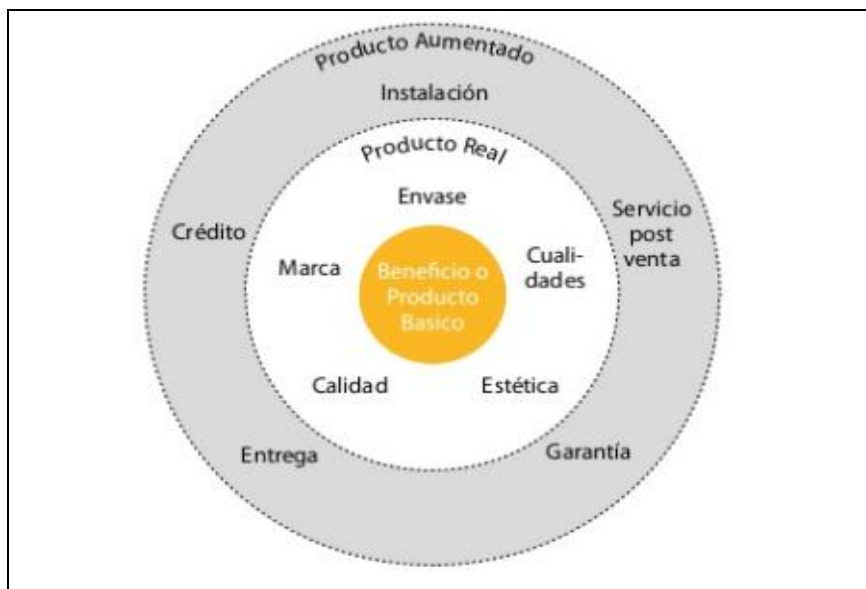 Producto Aumentado
Instalación
Producto Real
Envase
Crédito
Servicio
post
venta
Marca
Beneficio o
Producto
Basico
Cuali-
dades
Calidad
Estética
Entrega
Garantía